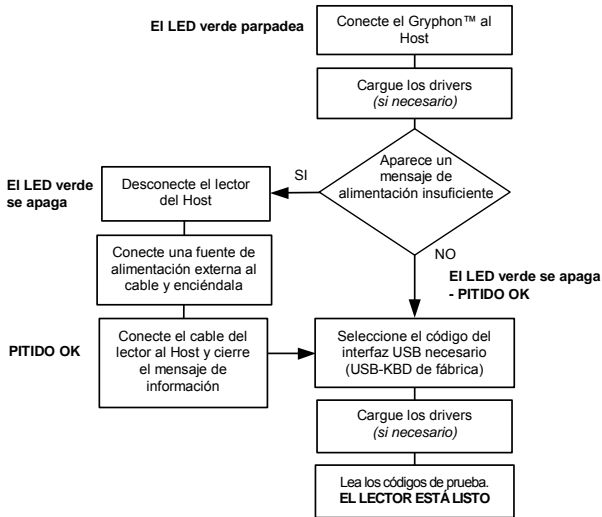 El LED verde parpadea
Conecte el Gryphon™ al
Host
Cargue los drivers
(si necesario)
Aparece un
mensaje de
alimentación insuficiente
SI
El LED verde
se apaga
Desconecte el lector
del Host
Conecte una fuente de
alimentación externa al
cable y enciéndala
NO
El LED verde se apaga
- PITIDO OK
PITIDO OK
Conecte el cable del
lector al Host y cierre
el mensaje de
información
Seleccione el código del
interfaz USB necesario
(USB-KBD de fábrica)
Cargue los drivers
(si necesario)
Lea los códigos de prueba.
EL LECTOR ESTÁ LISTO